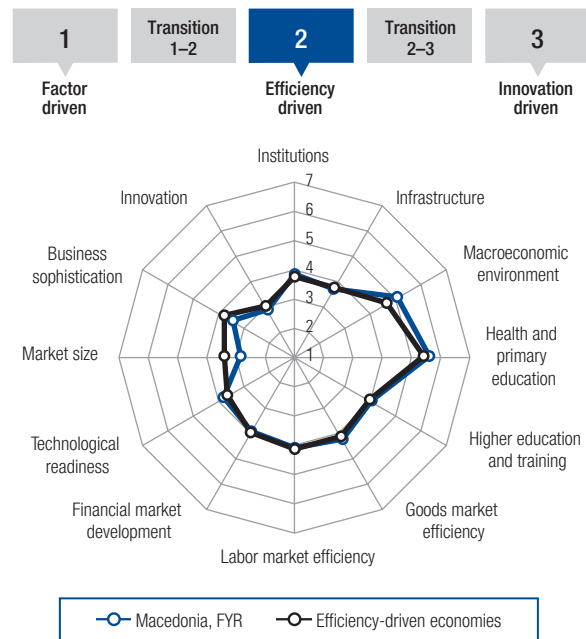 1
Transition
1–2
2
Transition
2–3
3
Factor
driven
Efficiency
driven
Innovation
driven
Institutions
Innovation
7
Infrastructure
6
5
Business
sophistication
Macroeconomic
environment
4
3
2
Market size
1
Health and
primary
education
Technological
readiness
Higher education
and training
Financial market
development
Goods market
efficiency
Labor market efficiency
Macedonia, FYR
Efficiency-driven economies